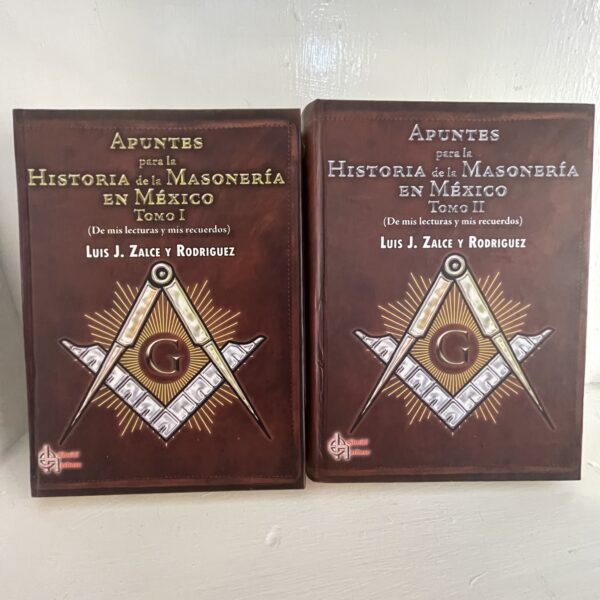 APUNTES
para la
HISTORIA de la MASONERÍA
EN MÉXICO
TOMO I
(De mis lecturas y mis recuerdos)
LUIS J. ZALCE Y RODRIGUEZ
G
APUNTES
para la
HISTORIA de la MASONERÍA
EN MÉXICO
TOMO II
(De mis lecturas y mis recuerdos)
LUIS J. ZALCE Y RODRIGUEZ
G